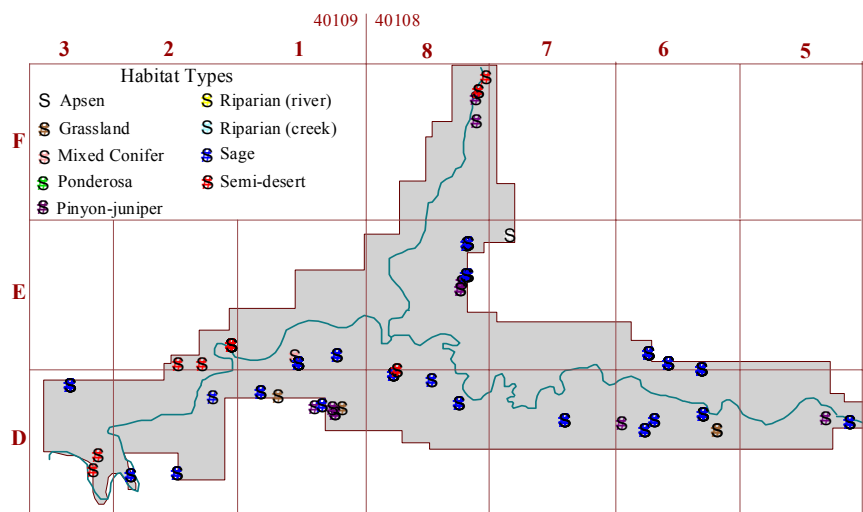 40109 40108
3 2 1 8 7 6 5
Habitat Types
S Apsen S Riparian (river)
S Grassland S Riparian (creek)
S Mixed Conifer S Sage
S Ponderosa S Semi-desert
S Pinyon-juniper
F
E
D